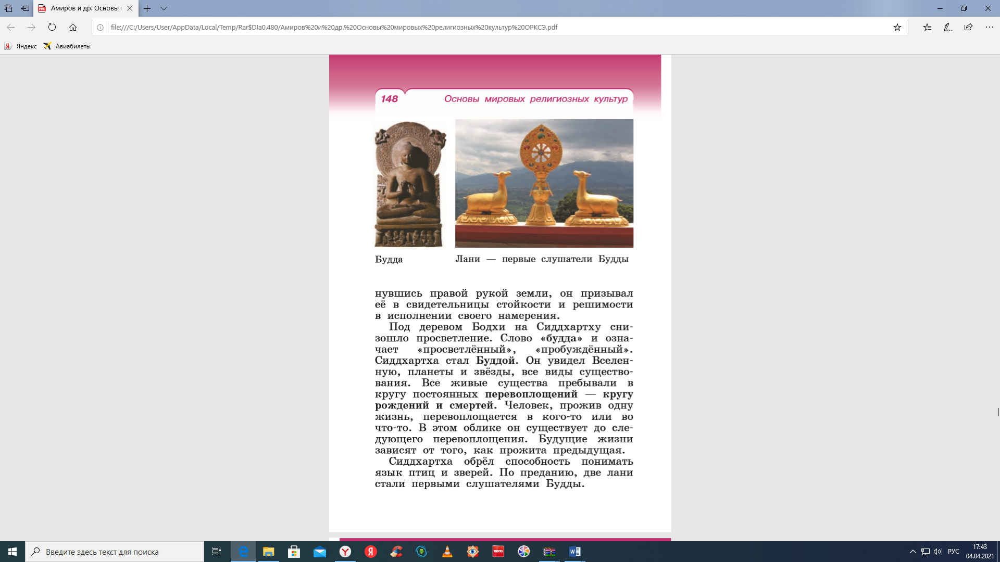 Амиров и др. Основы
file:///C:/Users/User/AppData/Local/Temp/Rar$DIa0.480/Амиров%20и%20др.%20Основы%20мировых%20религиозных%20культур%20ОРКСЭ.pdf
Яндекс Авиабилеты
148 Основы мировых религиозных культур
Будда Лани — первые слушатели Будды
нувшись правой рукой земли, он призывал
её в свидетельницы стойкости и решимости
в исполнении своего намерения.
Под деревом Бодхи на Сиддхартху сни-
зошло просветление. Слово «будда» и озна-
чает «просветлённый», «пробуждённый».
Сиддхартха стал Буддой. Он увидел Вселен-
ную, планеты и звёзды, все виды существо-
вания. Все живые существа пребывали в
кругу постоянных перевоплощений — кругу
рождений и смертей. Человек, прожив одну
жизнь, перевоплощается в кого-то или во
что-то. В этом облике он существует до сле-
дующего перевоплощения. Будущие жизни
зависят от того, как прожита предыдущая.
Сиддхартха обрёл способность понимать
язык птиц и зверей. По преданию, две лани
стали первыми слушателями Будды.
Введите здесь текст для поиска
РУС
17:43
04.04.2021